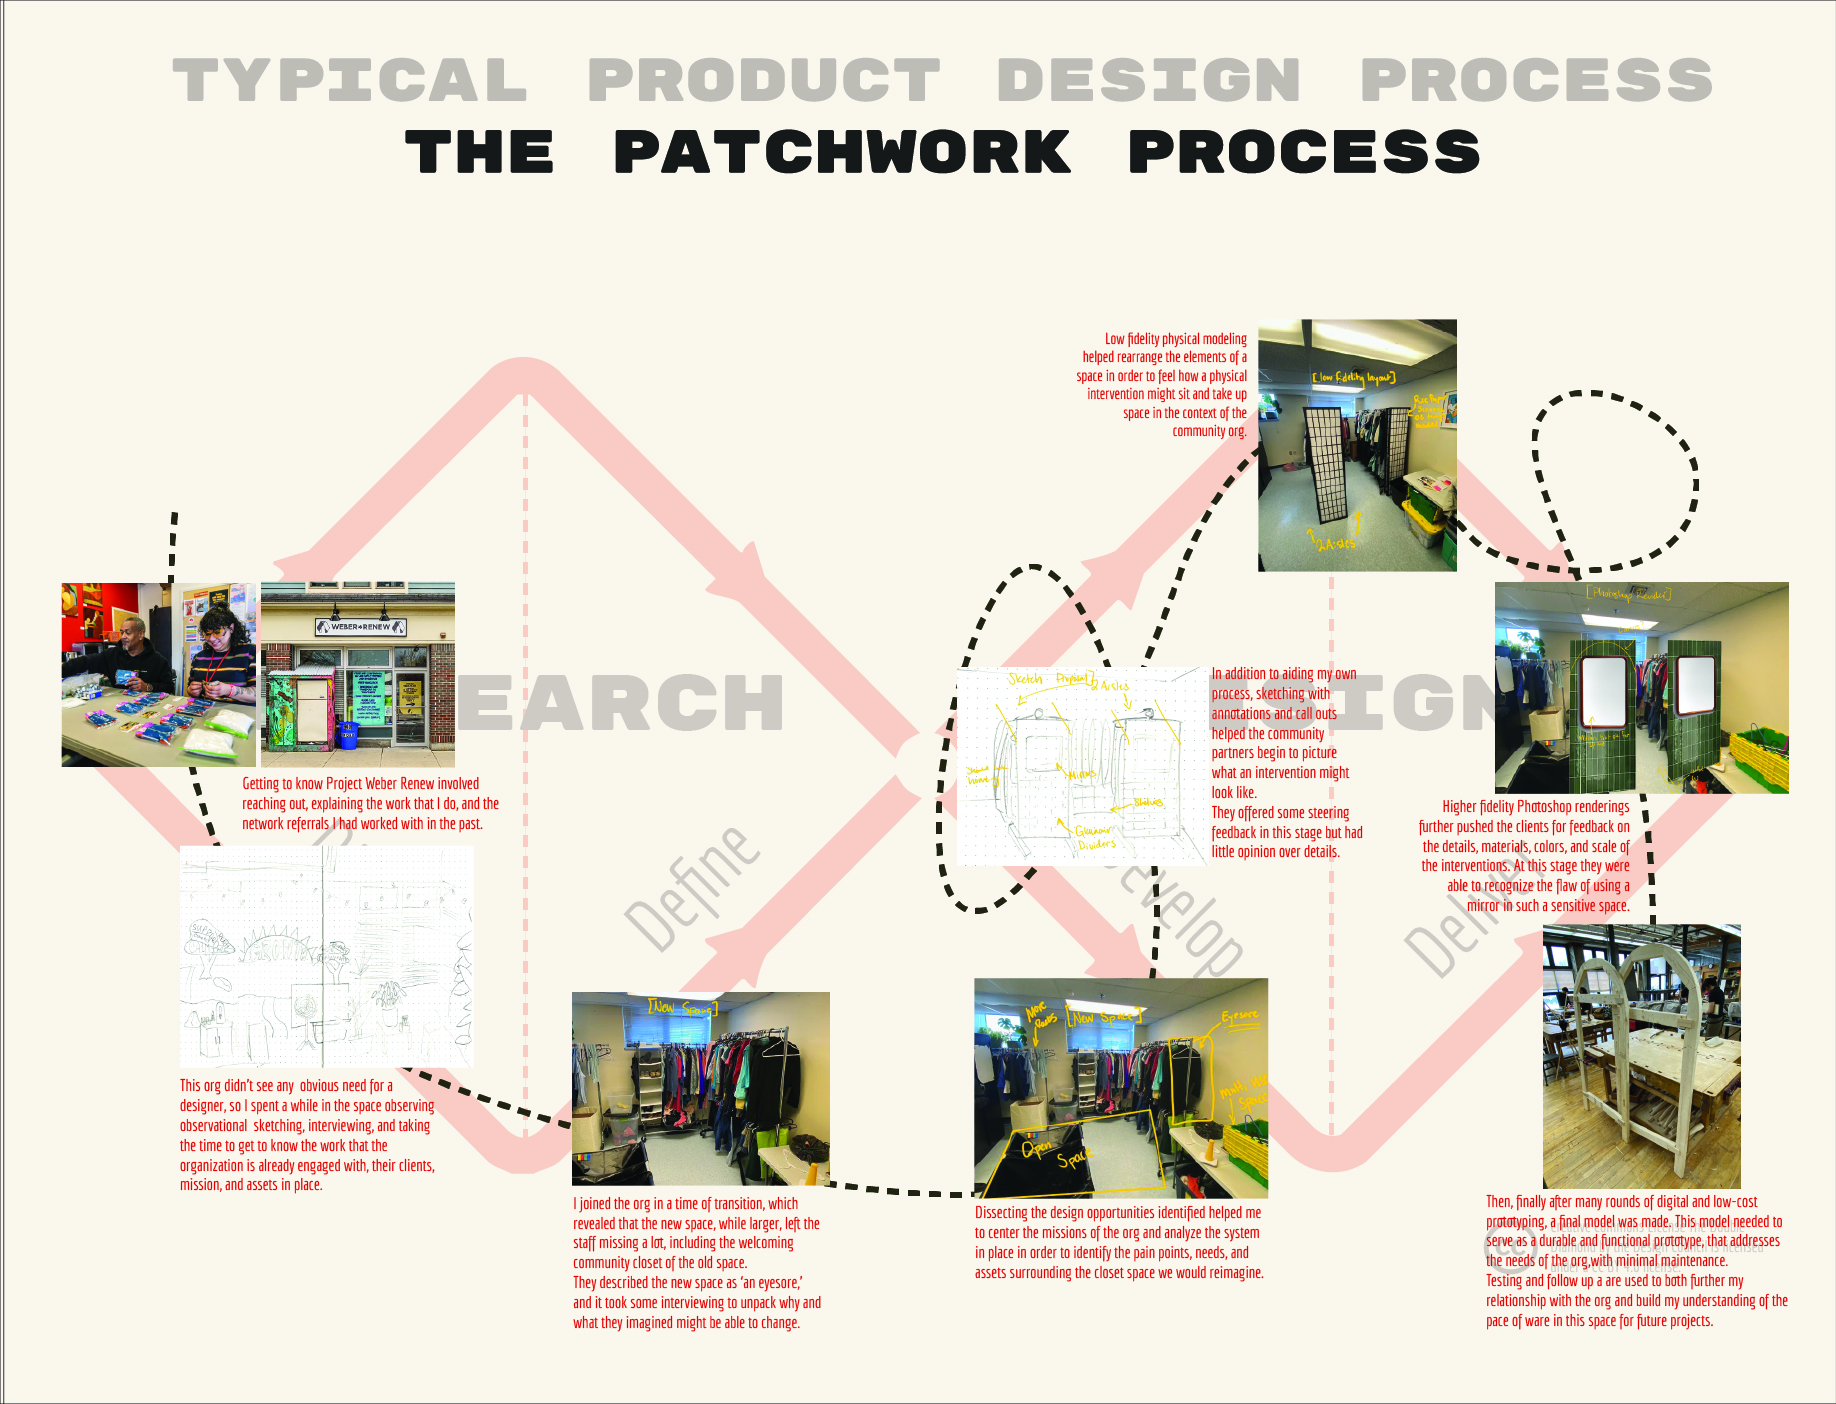 TYPICAL PRODUCT DESIGN PROCESS
THE PATCHWORK PROCESS
Low fidelity physical modeling
helped rearrange the elements of a
space in order to feel how a physical
intervention might sit and take up
space in the context of the
community org.
[low fidelity layout]
2 Aisles
WEBER RENEW
EARCH
Getting to know Project Weber Renew involved
reaching out, explaining the work that I do, and the
network referrals I had worked with in the past.
Define
Sketch Proposal
2 Aisles
Mirrors
Shelves
Dividers
In addition to aiding my own
process, sketching with
annotations and call outs
helped the community
partners begin to picture
what an intervention might
look like.
They offered some steering
feedback in this stage but had
little opinion over details.
SIGN
[Photoshop Render]
Higher fidelity Photoshop renderings
further pushed the clients for feedback on
the details, materials, colors, and scale of
the interventions. At this stage they were
able to recognize the flaw of using a
mirror in such a sensitive space.
evelop
Deliver
This org didn't see any obvious need for a
designer, so I spent a while in the space observing
observational sketching, interviewing, and taking
the time to get to know the work that the
organization is already engaged with, their clients,
mission, and assets in place.
[New Space]
I joined the org in a time of transition, which
revealed that the new space, while larger, left the
staff missing a lot, including the welcoming
community closet of the old space.
They described the new space as 'an eyesore,'
and it took some interviewing to unpack why and
what they imagined might be able to change.
[New Space]
Eyesore
Open
Space
Dissecting the design opportunities identified helped me
to center the missions of the org and analyze the system
in place in order to identify the pain points, needs, and
assets surrounding the closet space we would reimagine.
Then, finally after many rounds of digital and low-cost
prototyping, a final model was made. This model needed to
serve as a durable and functional prototype, that addresses
the needs of the org,with minimal maintenance.
Testing and follow up a are used to both further my
relationship with the org and build my understanding of the
pace of ware in this space for future projects.